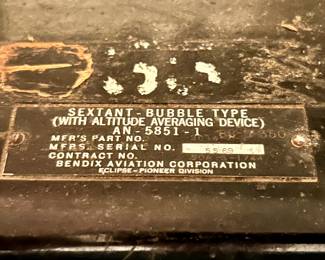 SEXTANT-BUBBLE TYPE
(WITH ALTITUDE AVERAGING DEVICE)
AN-5851-1
MFR'S PART NO.
MFRS. SERIAL NO.
CONTRACT NO.
BENDIX AVIATION CORPORATION
ECLIPSE-PIONEER DIVISION